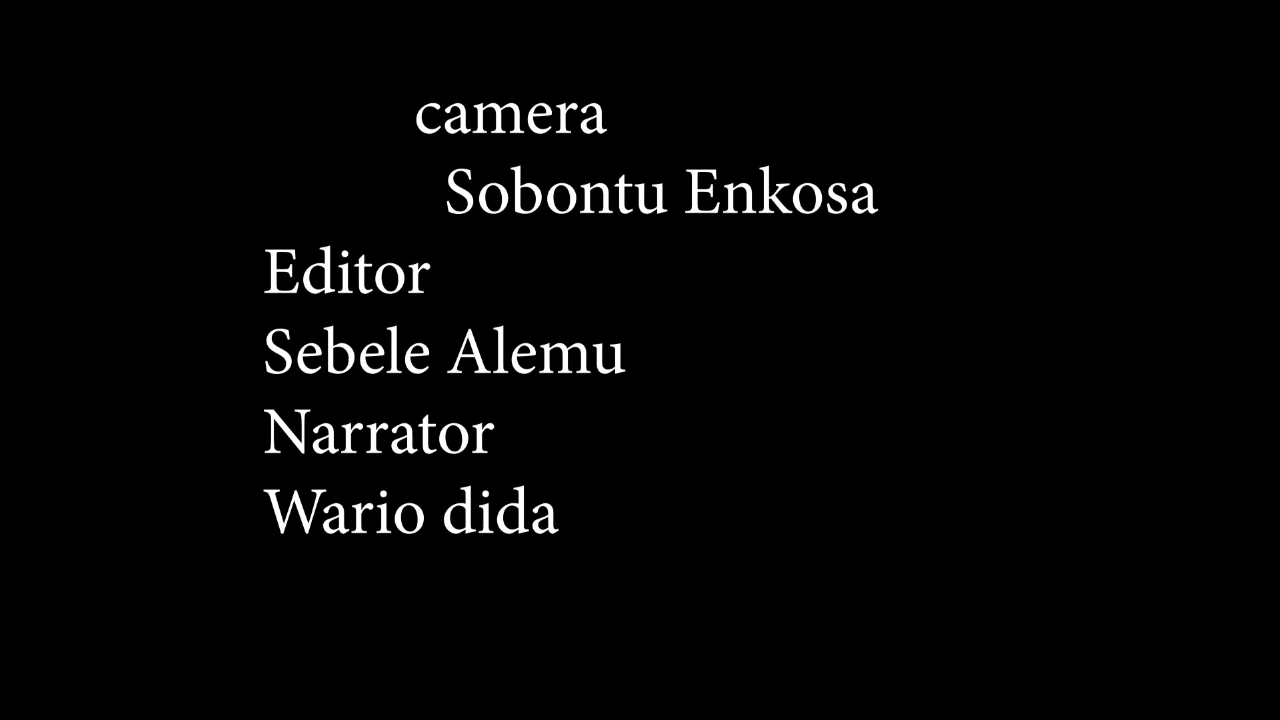 camera
Sobontu Enkosa
Editor
Sebele Alemu
Narrator
Wario dida